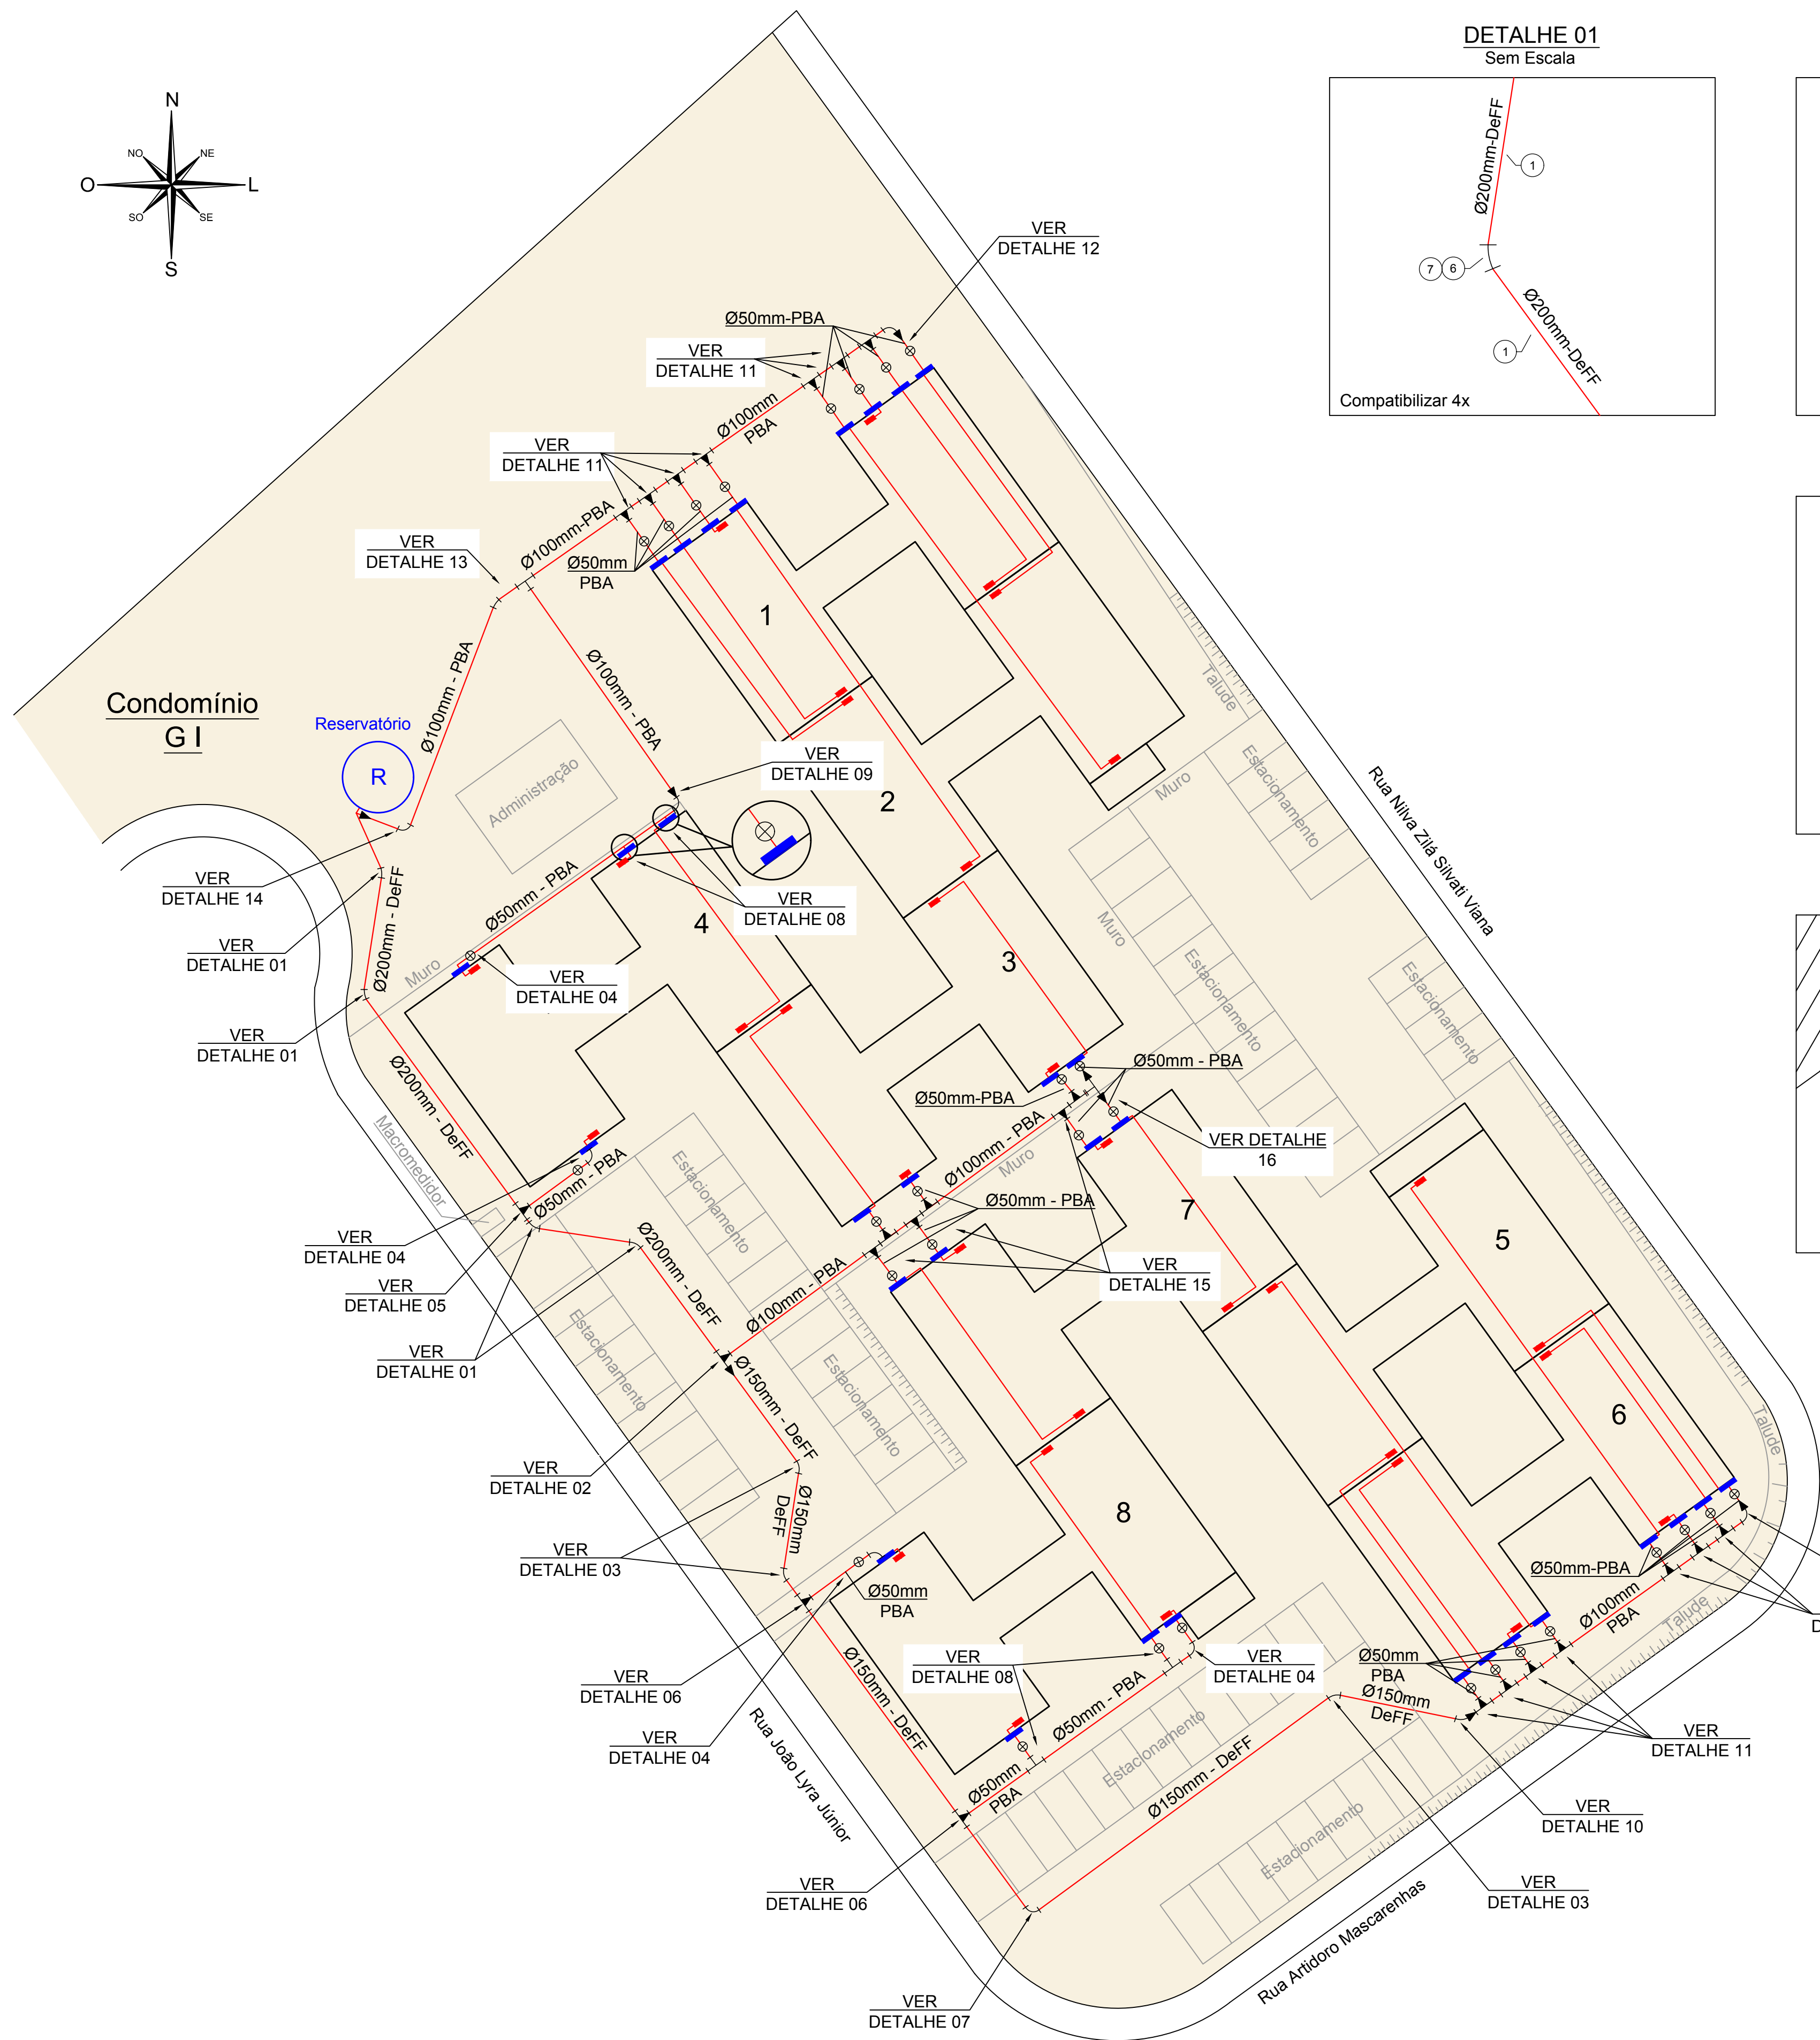 DETALHE 01
Sem Escala
Ø200mm-DeFF
1
7
6
Ø200mm-DeFF
1
Compatibilizar 4x
N
NO
NE
O
L
SO
SE
S
VER
DETALHE 12
Ø50mm-PBA
VER
DETALHE 11
Ø100mm
PBA
VER
DETALHE 11
Ø100mm-PBA
VER
DETALHE 13
Ø50mm
PBA
1
Ø100mm - PBA
Ø100mm - PBA
Condomínio
G I
Reservatório
R
Administração
VER
DETALHE 09
2
Talude
Estacionamento
Muro
Rua Nilva Zilá Silvati Viana
VER
DETALHE 14
Ø50mm - PBA
VER
DETALHE 08
4
Ø200mm - DeFF
VER
DETALHE 01
Muro
VER
DETALHE 04
3
Muro
Estacionamento
Estacionamento
VER
DETALHE 01
Ø200mm - DeFF
Ø50mm - PBA
Ø50mm-PBA
Macromedidor
VER DETALHE
16
Ø100mm - PBA
Muro
Estacionamento
Ø50mm - PBA
Ø50mm - PBA
7
5
VER
DETALHE 04
Ø200mm - DeFF
VER
DETALHE 15
VER
DETALHE 05
Ø100mm - PBA
VER
DETALHE 01
Estacionamento
Estacionamento
Ø150mm - DeFF
6
Talude
VER
DETALHE 02
Ø150mm
DeFF
8
VER
DETALHE 03
Ø50mm
PBA
Ø50mm-PBA
Ø100mm
PBA
Talude
D
VER
DETALHE 06
Ø150mm - DeFF
VER
DETALHE 08
VER
DETALHE 04
Ø50mm
PBA
Ø150mm
DeFF
VER
DETALHE 04
Rua João Lyra Júnior
Ø50mm - PBA
Estacionamento
VER
DETALHE 11
Ø50mm
PBA
Ø150mm - DeFF
VER
DETALHE 10
Estacionamento
VER
DETALHE 06
VER
DETALHE 03
Rua Artidoro Mascarenhas
VER
DETALHE 07